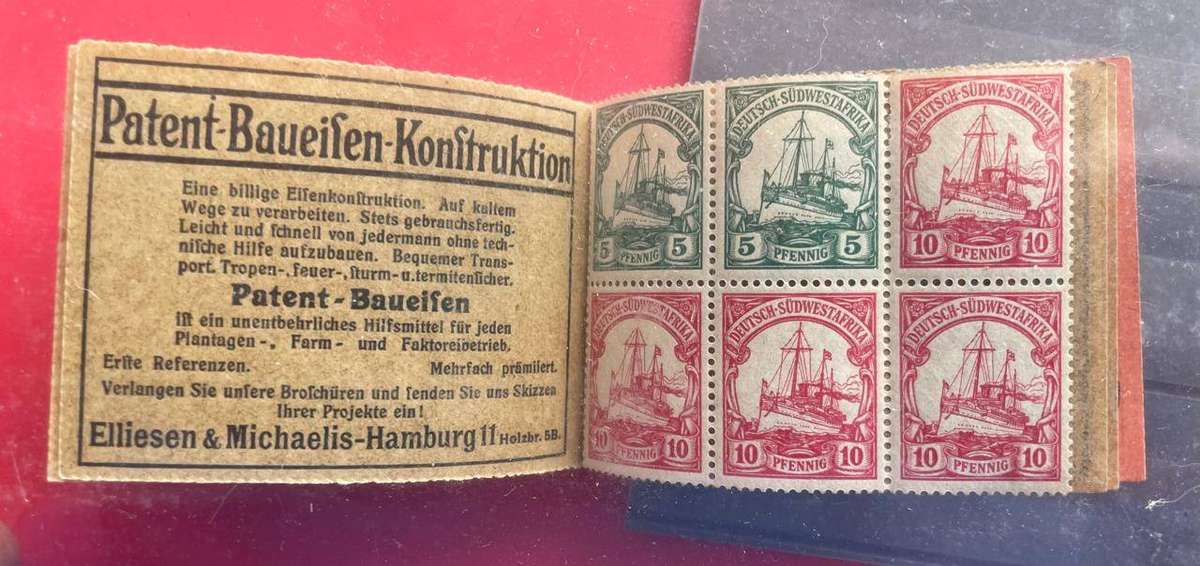 Patent-Baueiſen-Konſtruktion
Eine billige Eiſenkonſtruktion. Auf kaltem
Wege zu verarbeiten. Stets gebrauchsfertig.
Leicht und ſchnell von jedermann ohne tech-
niſche Hilfe aufzubauen. Bequemer Trans-
port. Tropen-, feuer-, ſturm- u. termitenſicher.
Patent-Baueiſen
iſt ein unentbehrliches Hilfsmittel für jeden
Plantagen-, Farm- und Faktoreibetrieb.
Erſte Referenzen. Mehrfach prämiiert.
Verlangen Sie unſere Broſchüren und ſenden Sie uns Skizzen
Ihrer Projekte ein!
Elliesen & Michaelis-Hamburg 11 Holzbr. 5B.
DEUTSCH-SÜDWESTAFRIKA
5 PFENNIG 5
DEUTSCH-SÜDWESTAFRIKA
5 PFENNIG 5
DEUTSCH-SÜDWESTAFRIKA
10 PFENNIG 10
DEUTSCH-SÜDWESTAFRIKA
10 PFENNIG 10
DEUTSCH-SÜDWESTAFRIKA
10 PFENNIG 10
DEUTSCH-SÜDWESTAFRIKA
10 PFENNIG 10